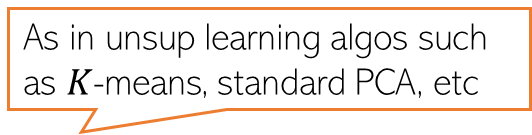 As in unsup learning algos such
as K-means, standard PCA, etc